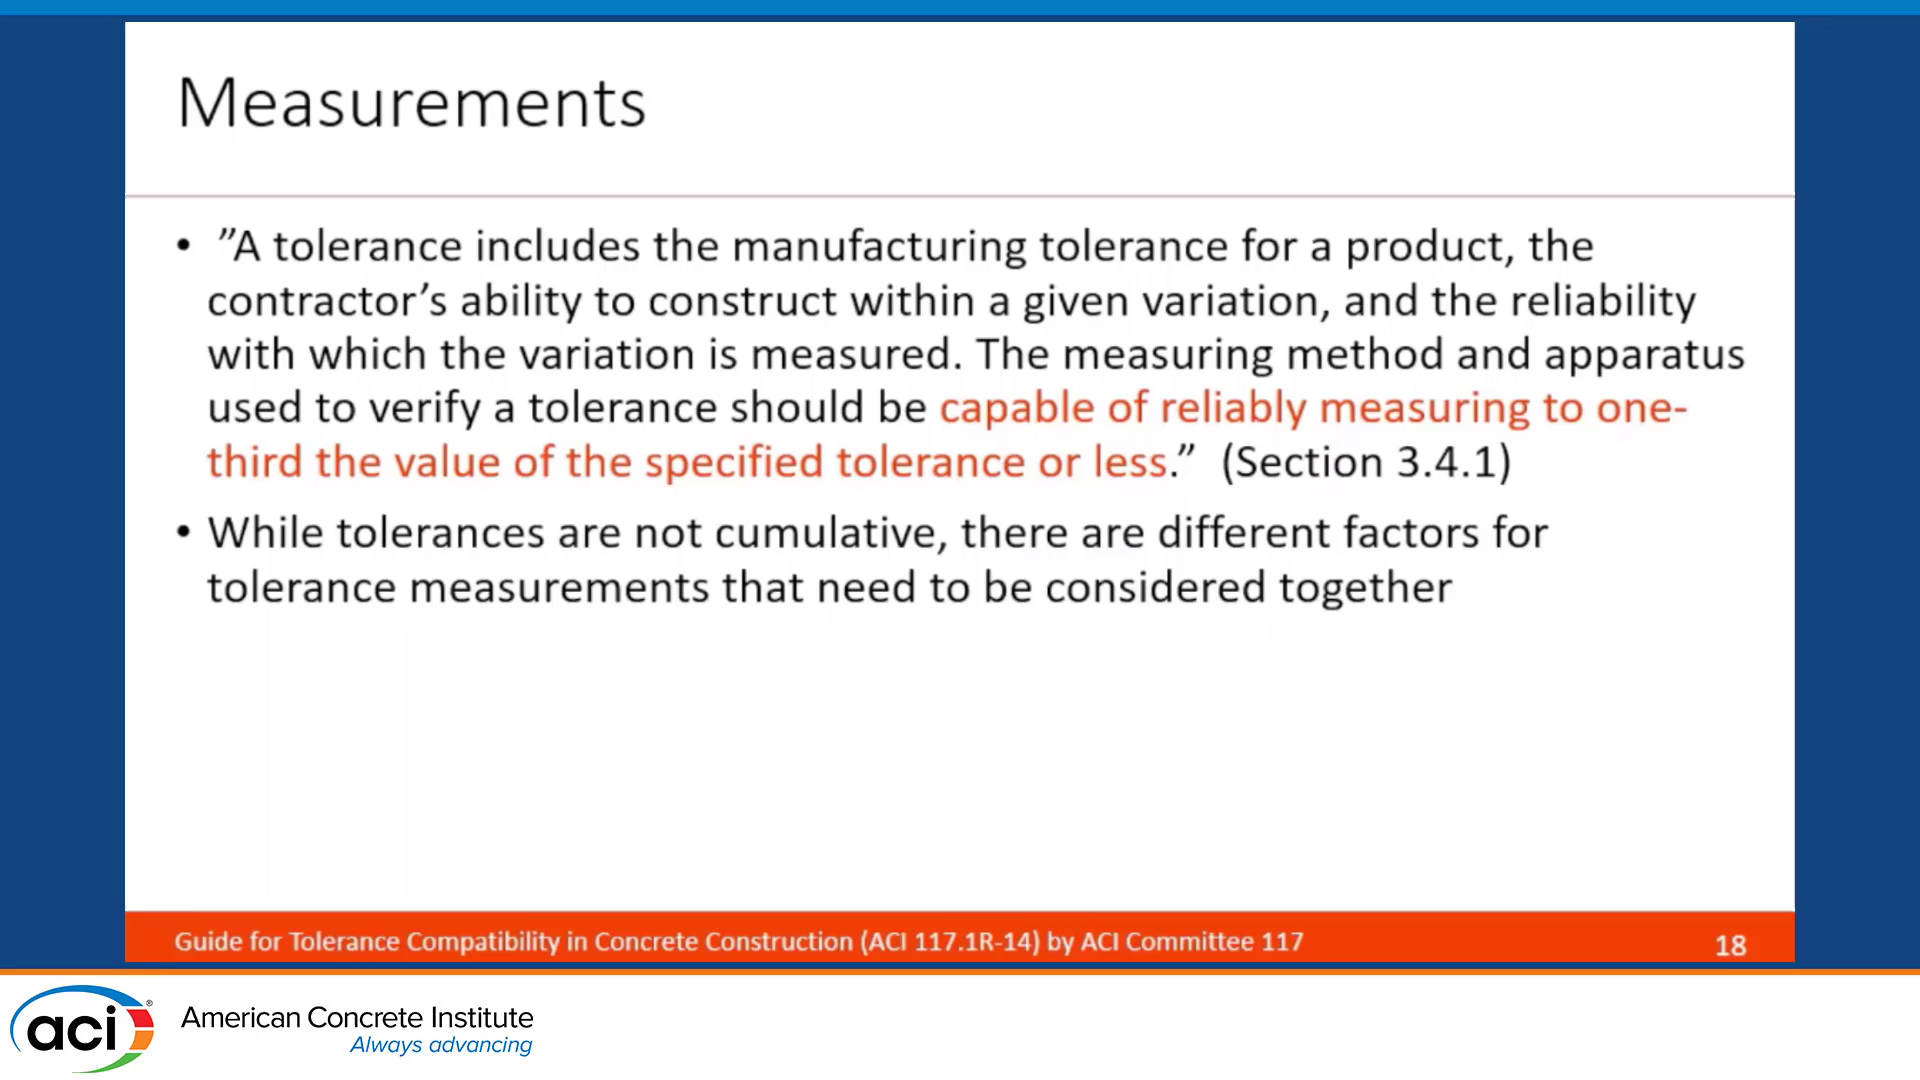 Measurements
• ”A tolerance includes the manufacturing tolerance for a product, the
contractor’s ability to construct within a given variation, and the reliability
with which the variation is measured. The measuring method and apparatus
used to verify a tolerance should be capable of reliably measuring to one-
third the value of the specified tolerance or less.” (Section 3.4.1)
• While tolerances are not cumulative, there are different factors for
tolerance measurements that need to be considered together
Guide for Tolerance Compatibility in Concrete Construction (ACI 117.1R-14) by ACI Committee 117
18
aci®
American Concrete Institute
Always advancing